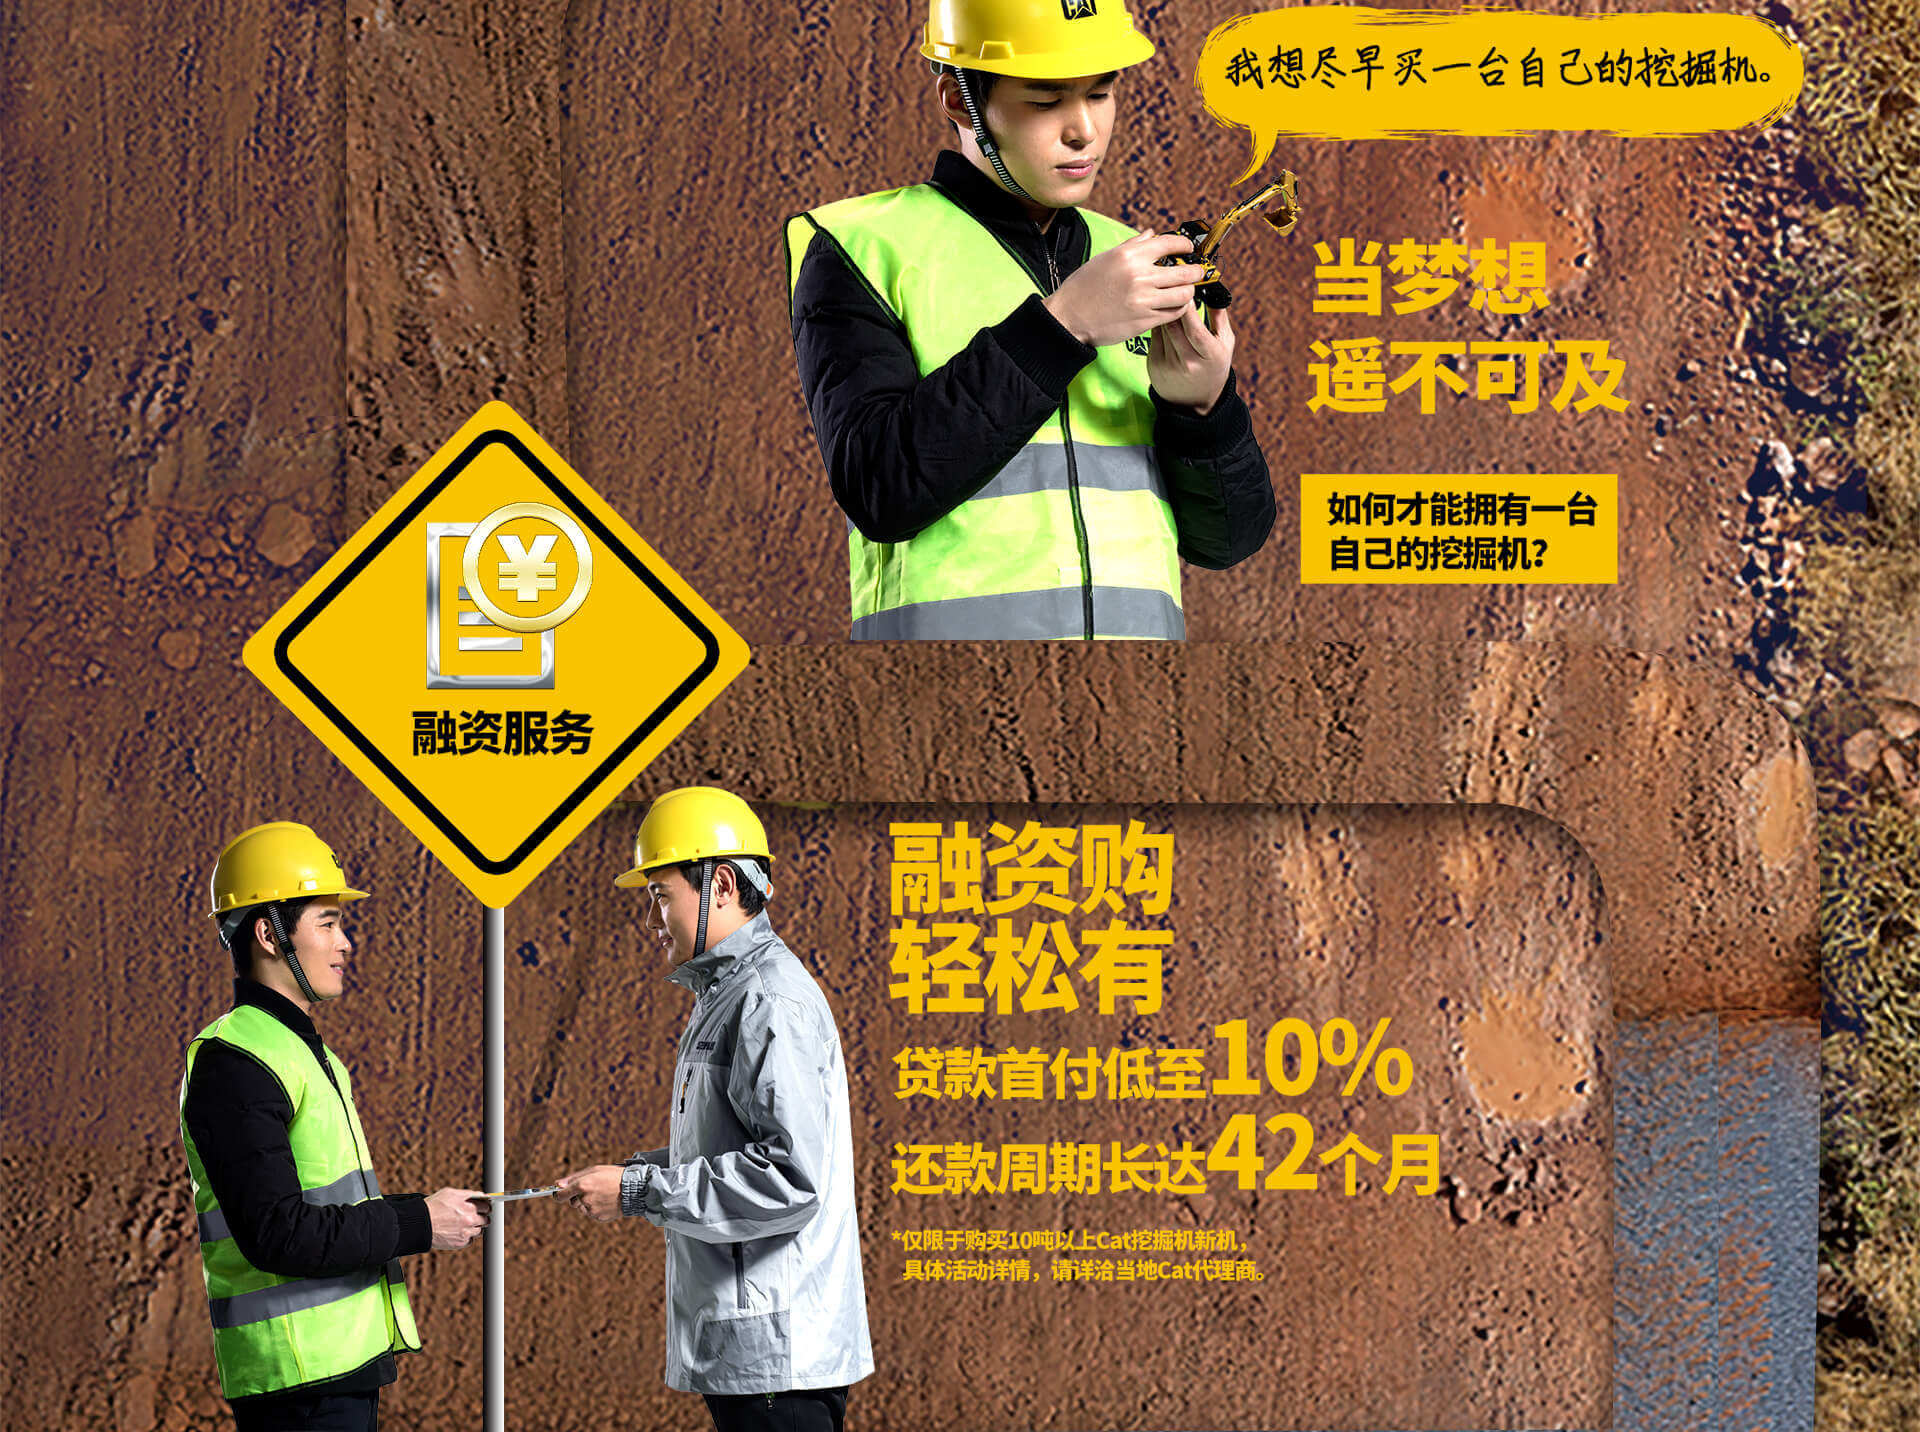 CAT
我想尽早买一台自己的挖掘机。
当梦想
遥不可及
CAT
如何才能拥有一台
自己的挖掘机?
¥
融资服务
融资购
轻松有
贷款首付低至10%
还款周期长达42个月
*仅限于购买10吨以上Cat挖掘机新机，
具体活动详情，请详洽当地Cat代理商。